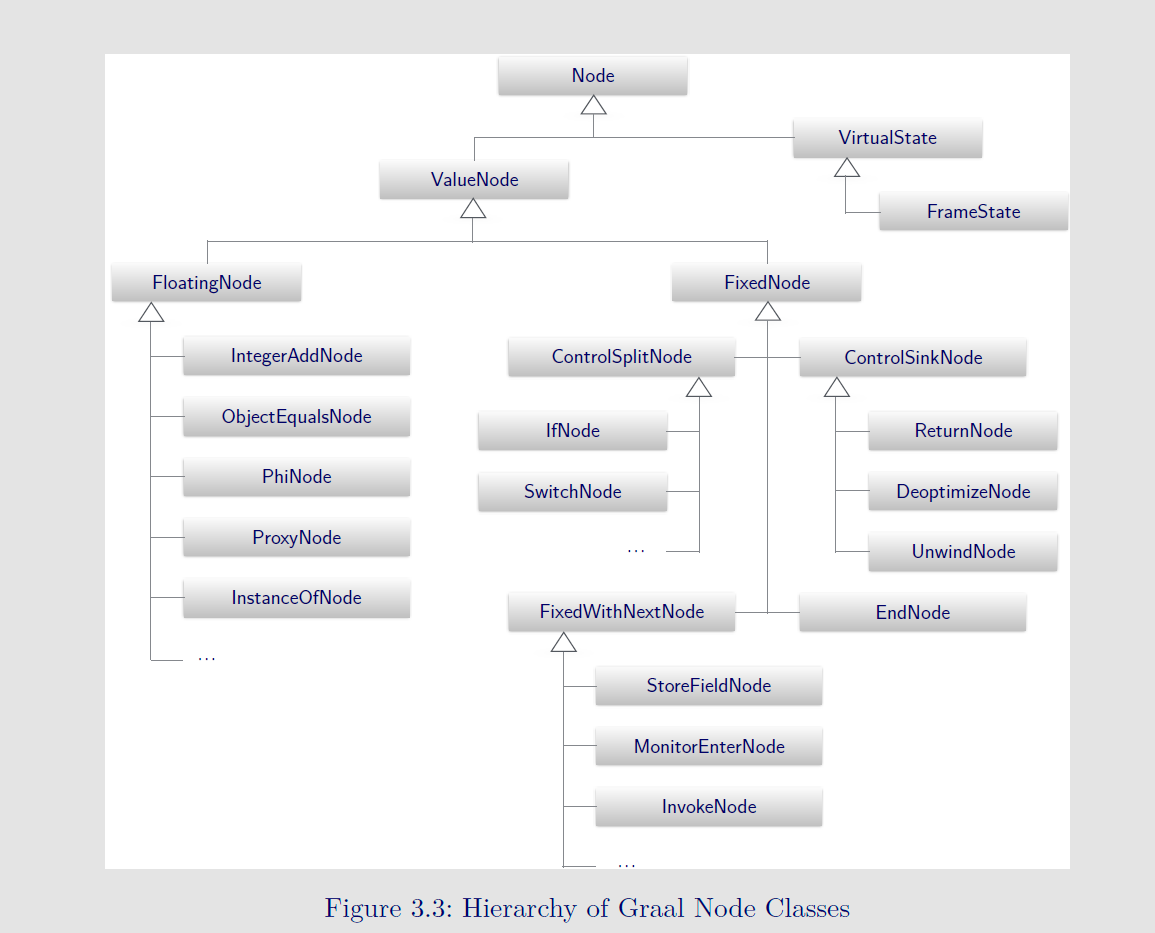 Node
VirtualState
ValueNode
FrameState
FloatingNode
FixedNode
IntegerAddNode
ControlSplitNode
ControlSinkNode
ObjectEqualsNode
IfNode
ReturnNode
PhiNode
SwitchNode
DeoptimizeNode
ProxyNode
...
UnwindNode
InstanceOfNode
FixedWithNextNode
EndNode
...
StoreFieldNode
MonitorEnterNode
InvokeNode
...
Figure 3.3: Hierarchy of Graal Node Classes